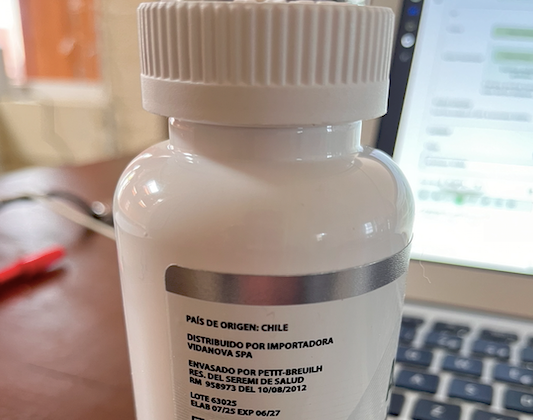 PAÍS DE ORIGEN: CHILE
DISTRIBUIDO POR IMPORTADORA
VIDANOVA SPA
ENVASADO POR PETIT-BREUILH
RES. DEL SEREMI DE SALUD
RM 958973 DEL 10/08/2012
LOTE 63025
ELAB 07/25 EXP 06/27